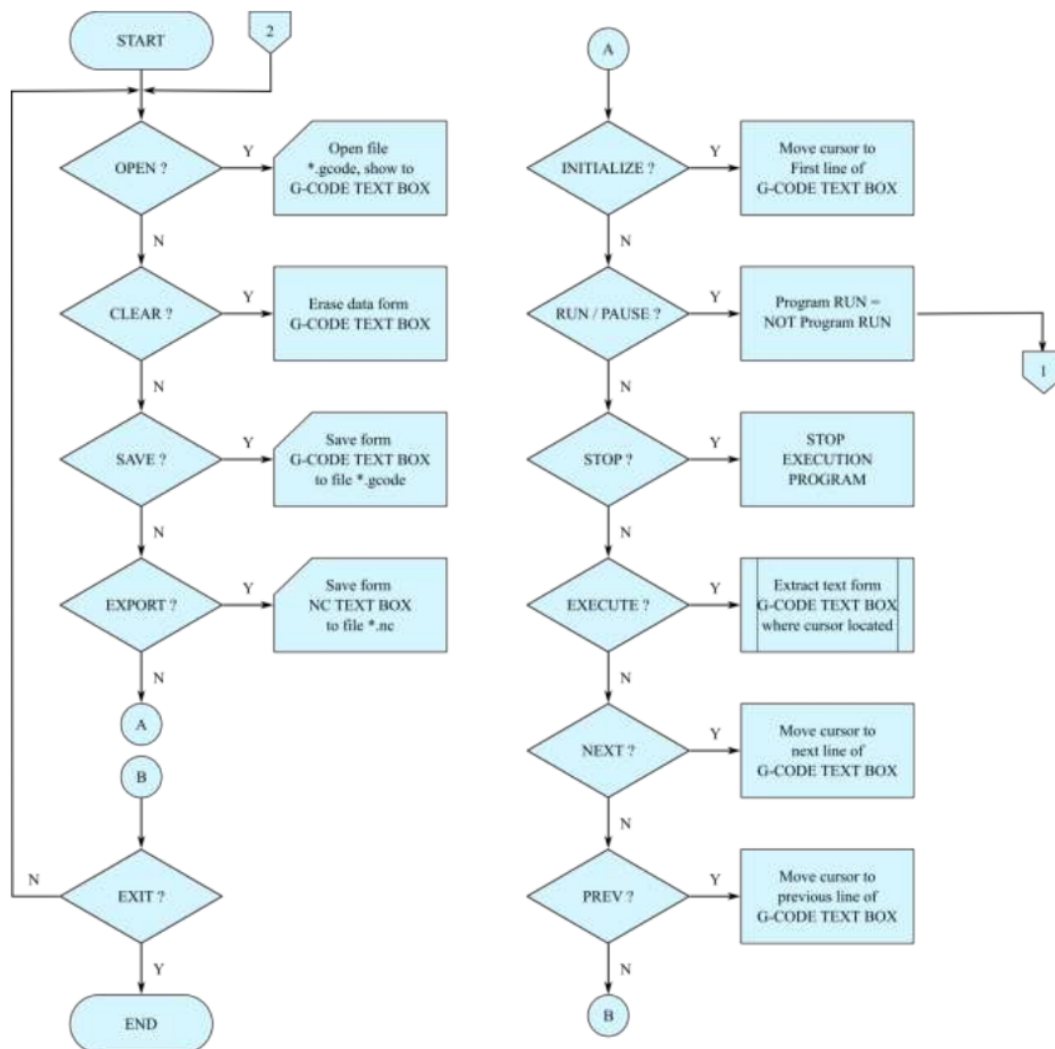 START
2
OPEN ?
Y
Open file
*.gcode, show to
G-CODE TEXT BOX
N
CLEAR ?
Y
Erase data form
G-CODE TEXT BOX
N
SAVE ?
Y
Save form
G-CODE TEXT BOX
to file *.gcode
N
EXPORT ?
Y
Save form
NC TEXT BOX
to file *.nc
N
A
B
N
EXIT ?
Y
END
A
INITIALIZE ?
Y
Move cursor to
First line of
G-CODE TEXT BOX
N
RUN / PAUSE ?
Y
Program RUN =
NOT Program RUN
1
N
STOP ?
Y
STOP
EXECUTION
PROGRAM
N
EXECUTE ?
Y
Extract text form
G-CODE TEXT BOX
where cursor located
N
NEXT ?
Y
Move cursor to
next line of
G-CODE TEXT BOX
N
PREV ?
Y
Move cursor to
previous line of
G-CODE TEXT BOX
N
B